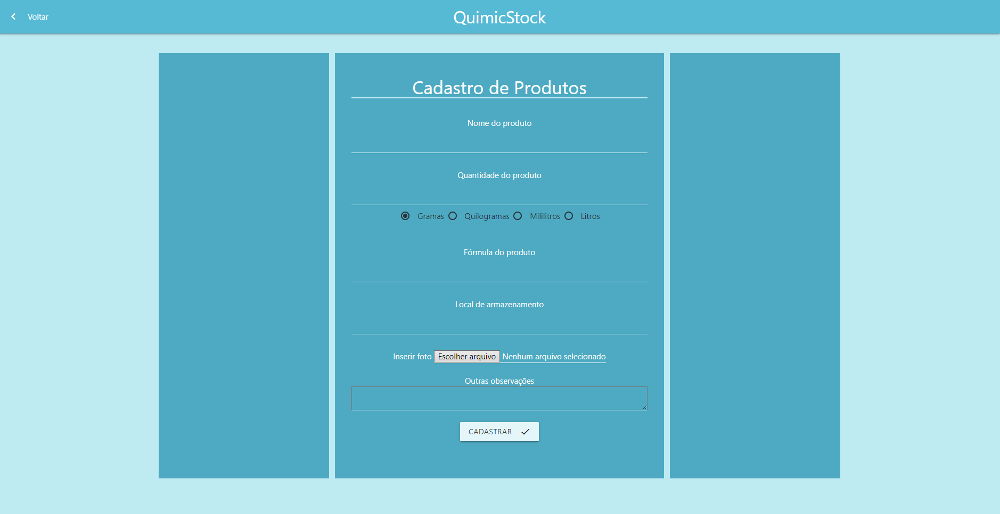 Voltar
QuimicStock
Cadastro de Produtos
Nome do produto
Quantidade do produto
Gramas Quilogramas Mililitros Litros
Fórmula do produto
Local de armazenamento
Inserir foto Escolher arquivo Nenhum arquivo selecionado
Outras observações
CADASTRAR